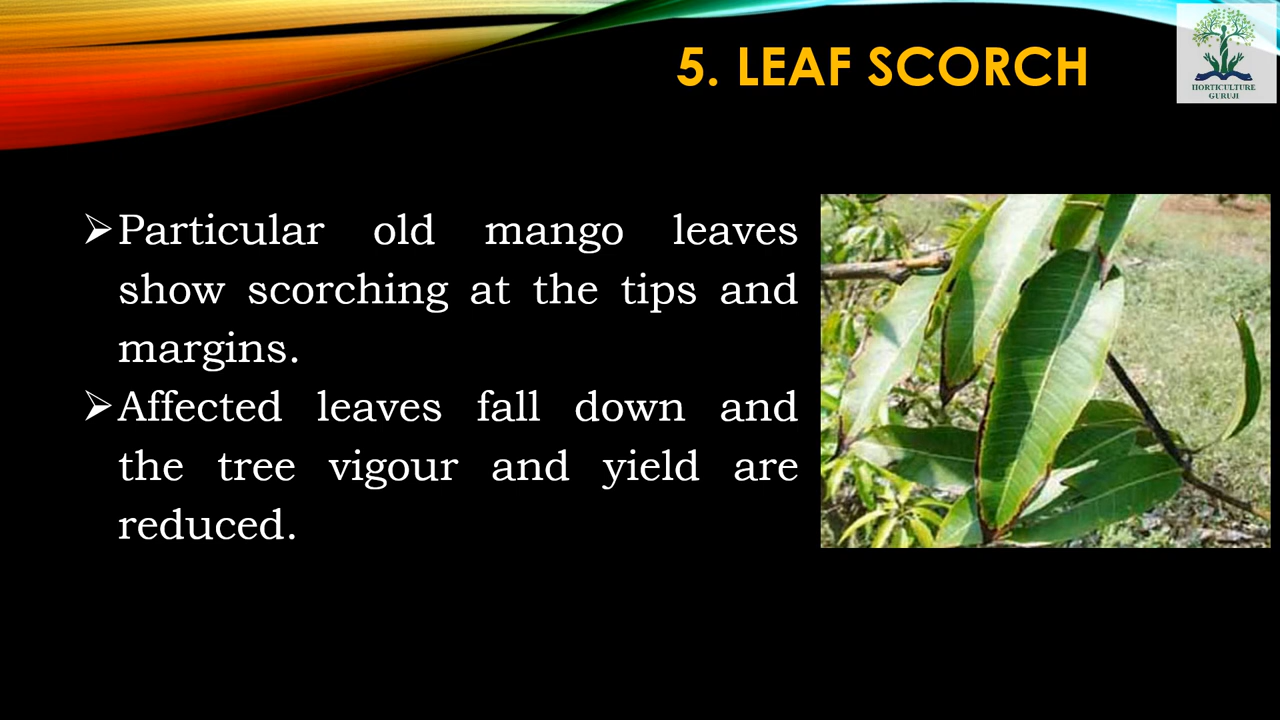 5. LEAF SCORCH
HORTICULTURE
GURUJI
➢Particular old mango leaves
show scorching at the tips and
margins.
➢Affected leaves fall down and
the tree vigour and yield are
reduced.